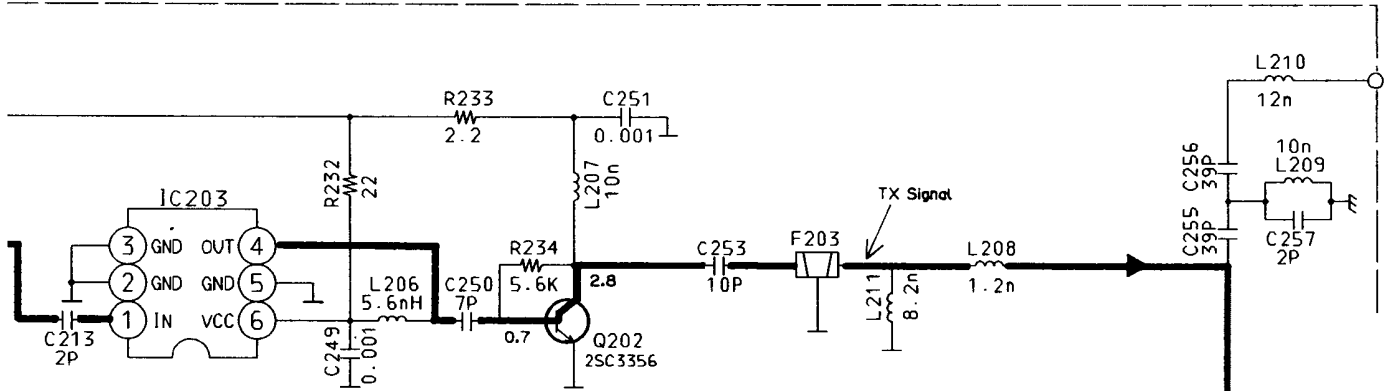 L210
12n
R233
2.2
C251
0.001
R232
22
L207
10n
C256
39P
10n
L209
IC203
TX Signal
3 GND OUT 4
2 GND GND 5
1 IN VCC 6
R234
5.6K
2.8
C253
10P
F203
L208
1.2n
C255
39P
C257
2P
L206
5.6nH
C250
7P
L211
8.2n
0.7
Q202
2SC3356
C213
2P
C249
0.001